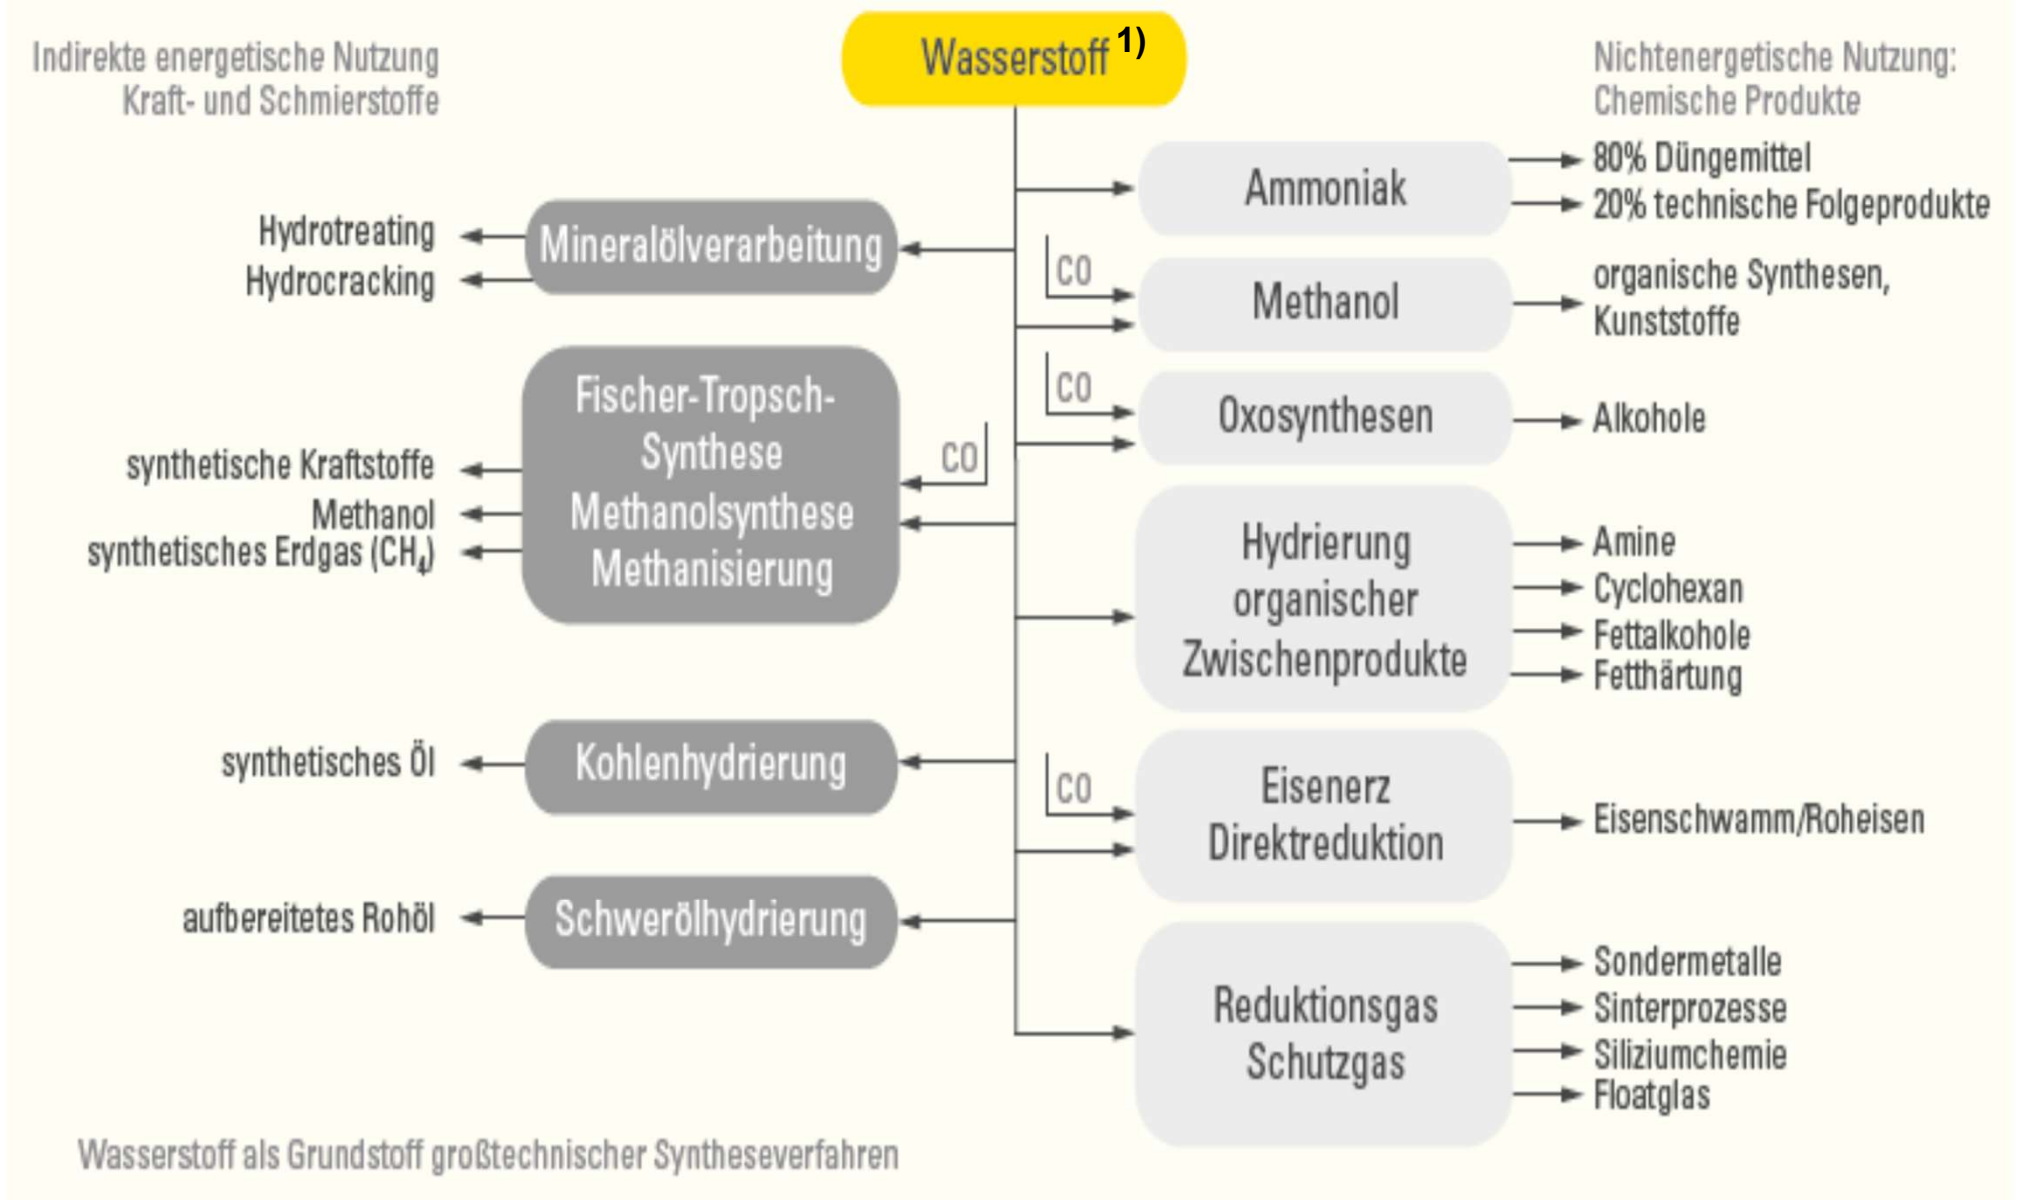 Wasserstoff 1)
Indirekte energetische Nutzung
Kraft- und Schmierstoffe
Nichtenergetische Nutzung:
Chemische Produkte
Mineralölverarbeitung
Hydrotreating
Hydrocracking
Fischer-Tropsch-
Synthese
Methanolsynthese
Methanisierung
CO
synthetische Kraftstoffe
Methanol
synthetisches Erdgas (CH₄)
Kohlenhydrierung
synthetisches Öl
Schwerölhydrierung
aufbereitetes Rohöl
Ammoniak
80% Düngemittel
20% technische Folgeprodukte
CO
Methanol
organische Synthesen,
Kunststoffe
CO
Oxosynthesen
Alkohole
Hydrierung
organischer
Zwischenprodukte
Amine
Cyclohexan
Fettalkohole
Fetthärtung
CO
Eisenerz
Direktreduktion
Eisenschwamm/Roheisen
Reduktionsgas
Schutzgas
Sondermetalle
Sinterprozesse
Siliziumchemie
Floatglas
Wasserstoff als Grundstoff großtechnischer Syntheseverfahren